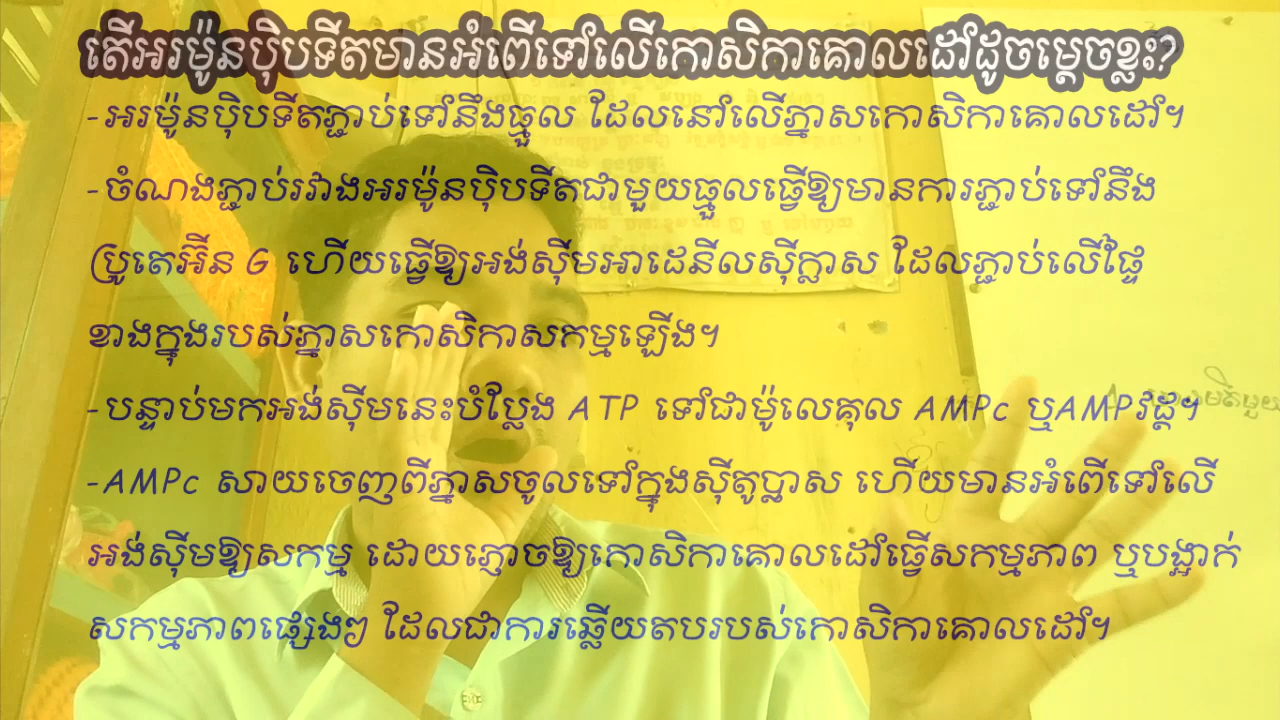 តើអរម៉ូនប៉ិបទីតមានអំពើទៅលើកោសិកាគោលដៅដូចម្ដេចខ្លះ?
-អរម៉ូនប៉ិបទីតភ្ជាប់ទៅនឹងធ្មួល ដែលនៅលើភ្នាសកោសិកាគោលដៅ។
-ចំណងភ្ជាប់រវាងអរម៉ូនប៉ិបទីតជាមួយធ្មួលធ្វើឱ្យមានការភ្ជាប់ទៅនឹង
ប្រូតេអ៊ីន G ហើយធ្វើឱ្យអង់ស៊ីមអាដេនីលស៊ីក្លាស ដែលភ្ជាប់លើផ្ទៃ
ខាងក្នុងរបស់ភ្នាសកោសិកាសកម្មឡើង។
-បន្ទាប់មកអង់ស៊ីមនេះបំប្លែង ATP ទៅជាម៉ូលេគុល AMPc ឬAMPវដ្ត។
-AMPc សាយចេញពីភ្នាសចូលទៅក្នុងស៊ីតូប្លាស ហើយមានអំពើទៅលើ
អង់ស៊ីមឱ្យសកម្ម ដោយភ្ញោចឱ្យកោសិកាគោលដៅធ្វើសកម្មភាព ឬបង្អាក់
សកម្មភាពផ្សេងៗ ដែលជាការឆ្លើយតបរបស់កោសិកាគោលដៅ។